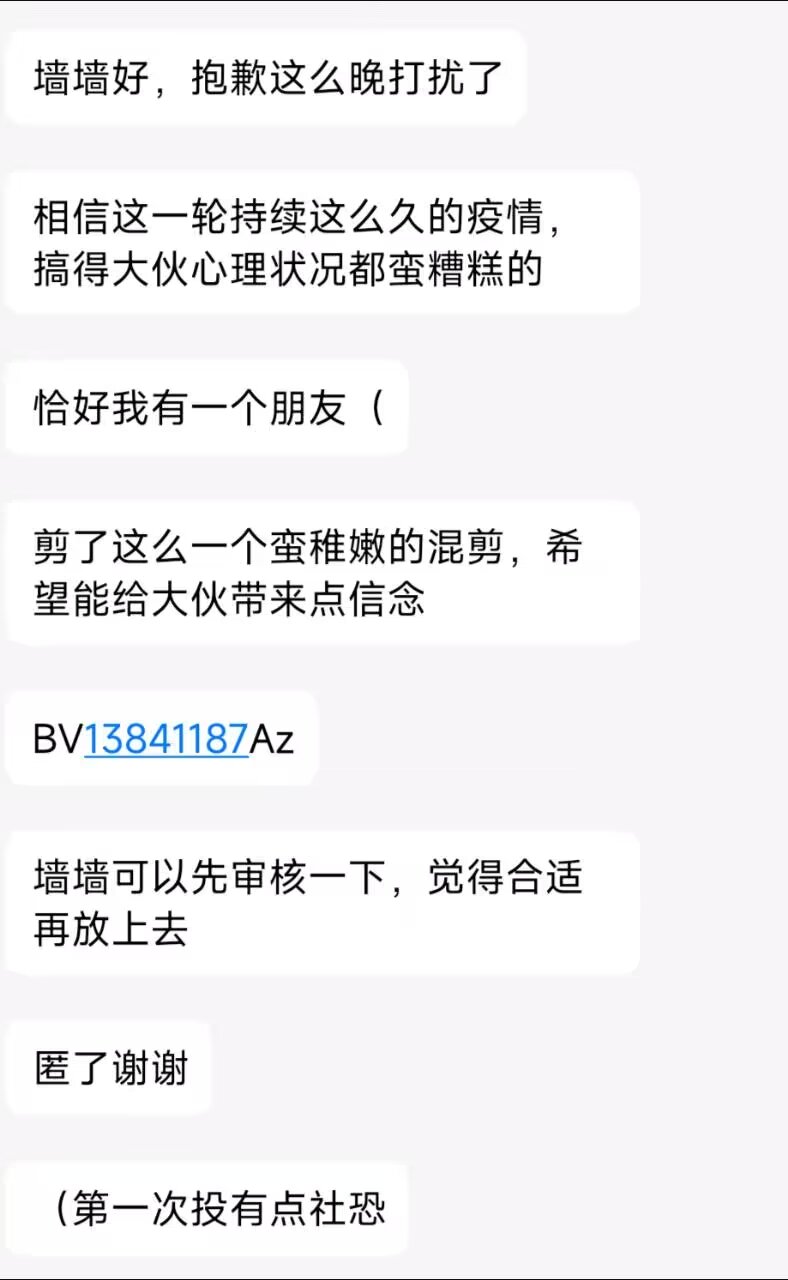 墙墙好，抱歉这么晚打扰了
相信这一轮持续这么久的疫情，
搞得大伙心理状况都蛮糟糕的
恰好我有一个朋友（
剪了这么一个蛮稚嫩的混剪，希
望能给大伙带来点信念
BV13841187Az
墙墙可以先审核一下，觉得合适
再放上去
匿了谢谢
（第一次投有点社恐